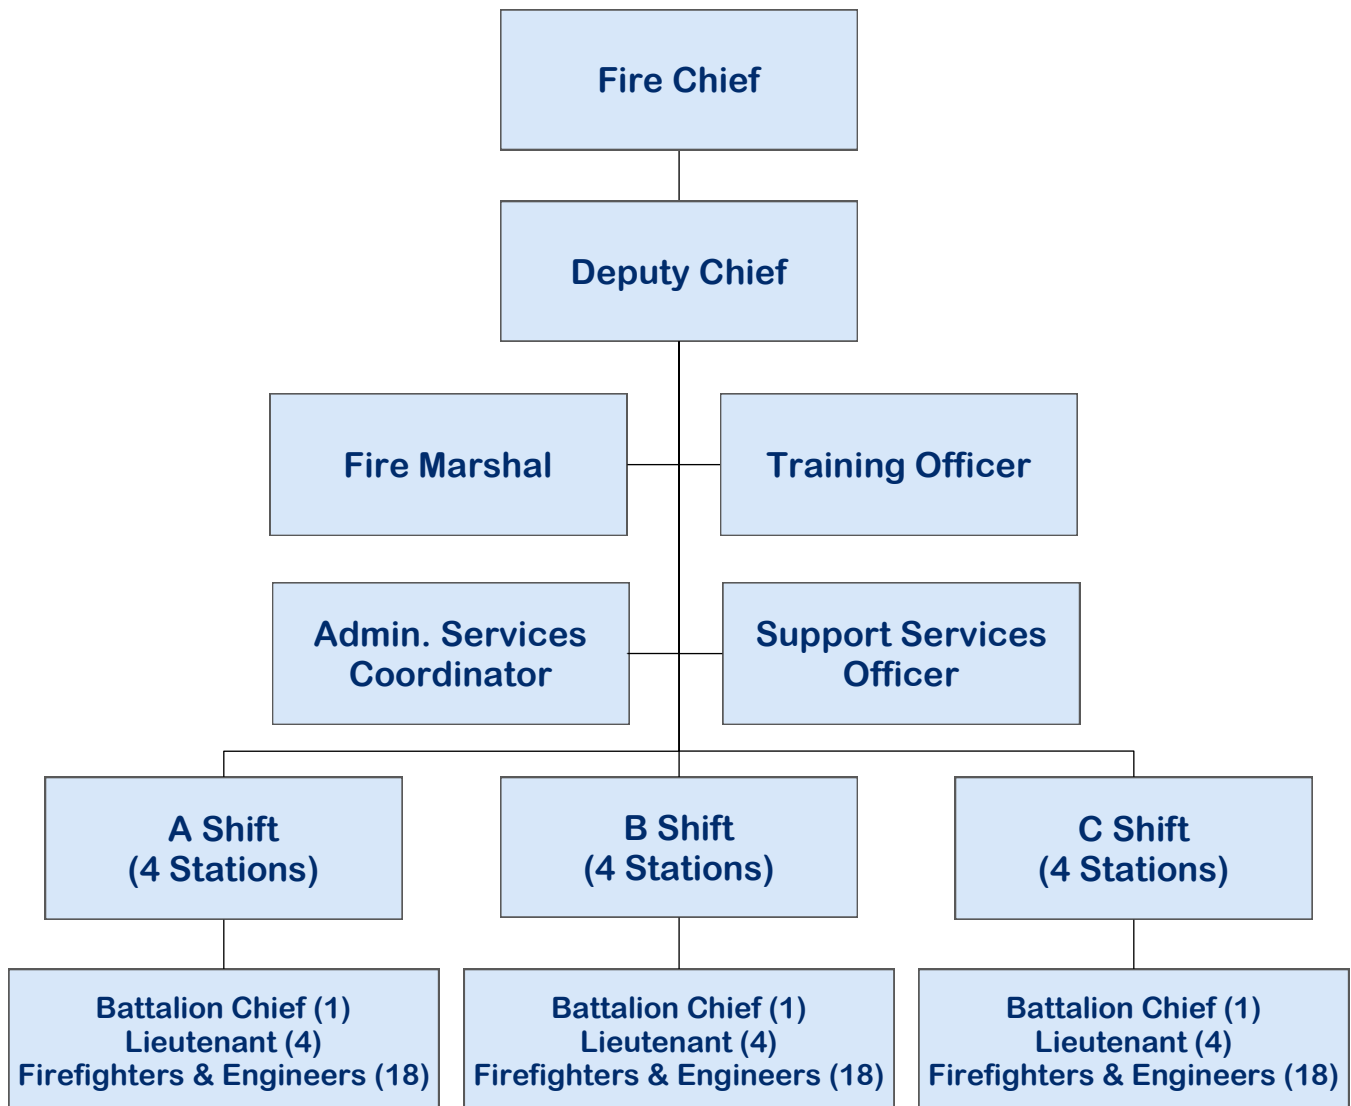 Fire Chief
Deputy Chief
Fire Marshal
Training Officer
Admin. Services
Coordinator
Support Services
Officer
A Shift
(4 Stations)
B Shift
(4 Stations)
C Shift
(4 Stations)
Battalion Chief (1)
Lieutenant (4)
Firefighters & Engineers (18)
Battalion Chief (1)
Lieutenant (4)
Firefighters & Engineers (18)
Battalion Chief (1)
Lieutenant (4)
Firefighters & Engineers (18)